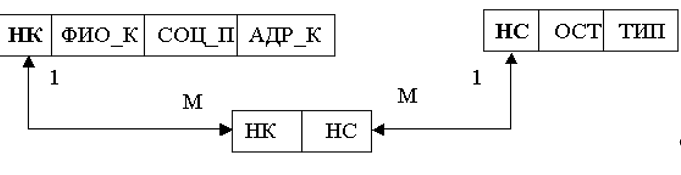 НК ФИО_К СОЦ_П АДР_К
НС ОСТ ТИП
1
1
М
М
НК НС